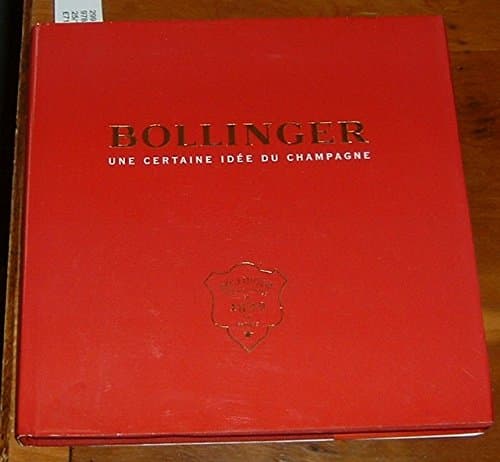 BOLLINGER
UNE CERTAINE IDÉE DU CHAMPAGNE